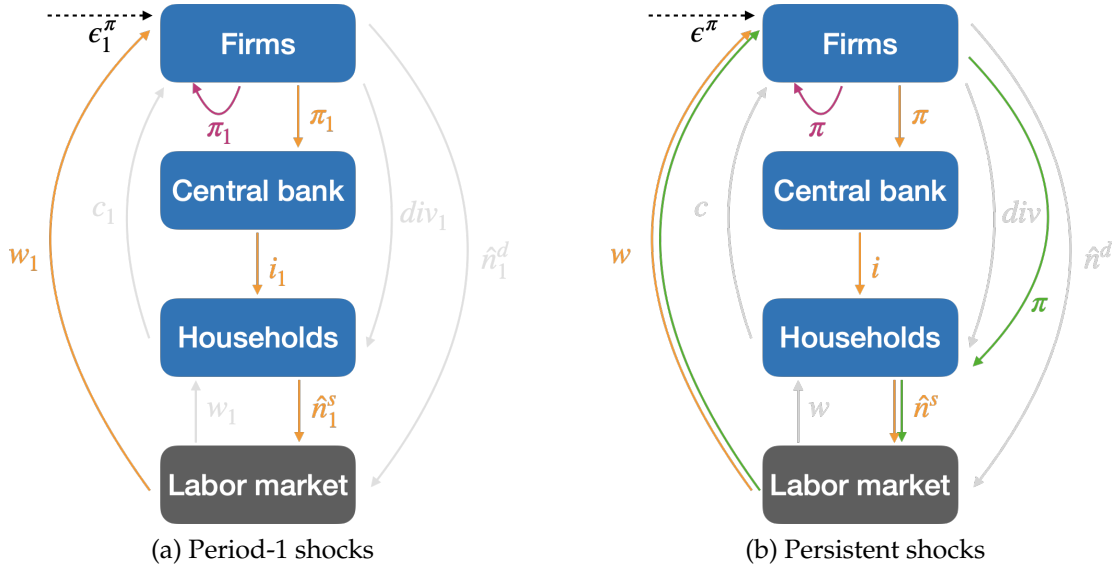 ϵ₁^π
Firms
π₁
π₁
Central bank
c₁
div₁
w₁
i₁
n̂₁^d
Households
w₁
n̂₁^s
Labor market
(a) Period-1 shocks
ϵ^π
Firms
π
π
Central bank
c
div
w
i
n̂^d
Households
π
w
n̂^s
Labor market
(b) Persistent shocks